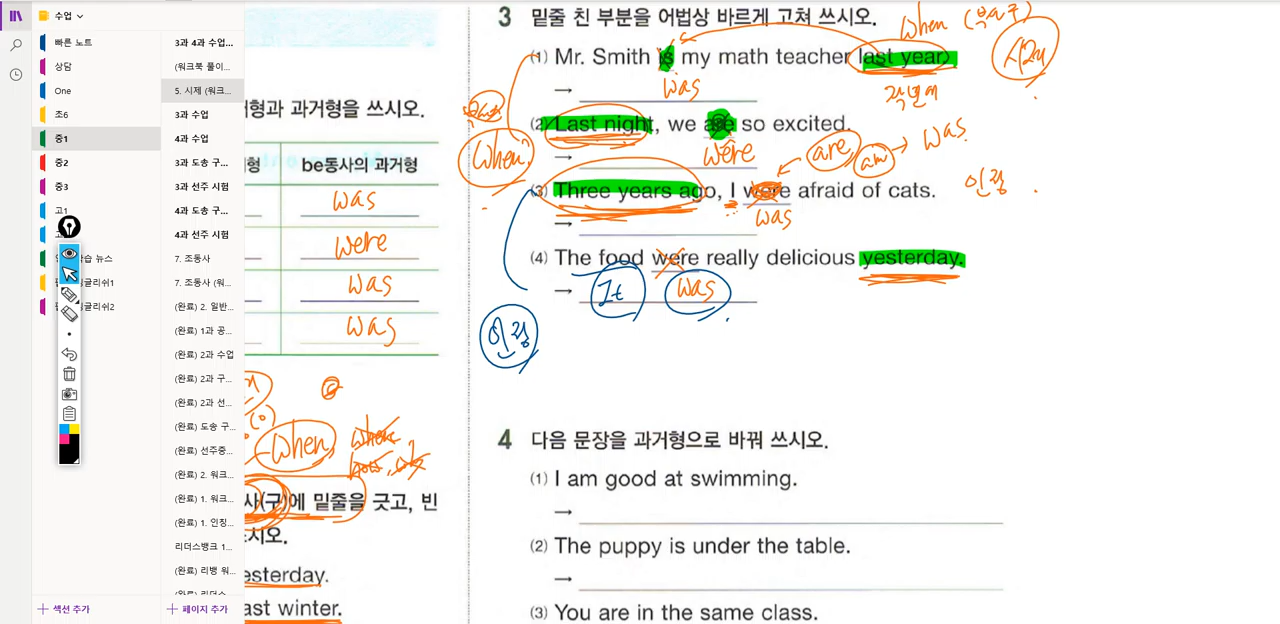 수업
빠른 노트
상담
One
초6
중1
중2
중3
고1
습 뉴스
글리쉬1
글리쉬2
섹션 추가
3과 4과 수업...
(워크북 풀이...
5. 시제 (워크...
3과 수업
4과 수업
3과 도송 구...
3과 선주 시험
4과 도송 구...
4과 선주 시험
7. 조동사
7. 조동사 (워...
(완료) 2. 일반...
(완료) 1과 공...
(완료) 2과 수업
(완료) 2과 구...
(완료) 2과 선...
(완료) 도송 구...
(완료) 선주중...
(완료) 2. 워크...
(완료) 1. 워크...
(완료) 1. 인칭...
리더스뱅크 1...
(완료) 리뱅 워...
페이지 추가
형과 과거형을 쓰시오.
형 be동사의 과거형
was
were
was
was
when
사(구)에 밑줄을 긋고, 빈
쓰시오.
esterday.
ast winter.
3 밑줄 친 부분을 어법상 바르게 고쳐 쓰시오.
when (부사구)
(1) Mr. Smith is my math teacher last year.
→ was
작년에
시제
(2) Last night, we are so excited.
→ were
when?
are
am → was
(3) Three years ago, I were afraid of cats.
인칭
→ was
(4) The food were really delicious yesterday.
→ It was
인칭
4 다음 문장을 과거형으로 바꿔 쓰시오.
(1) I am good at swimming.
→
(2) The puppy is under the table.
→
(3) You are in the same class.